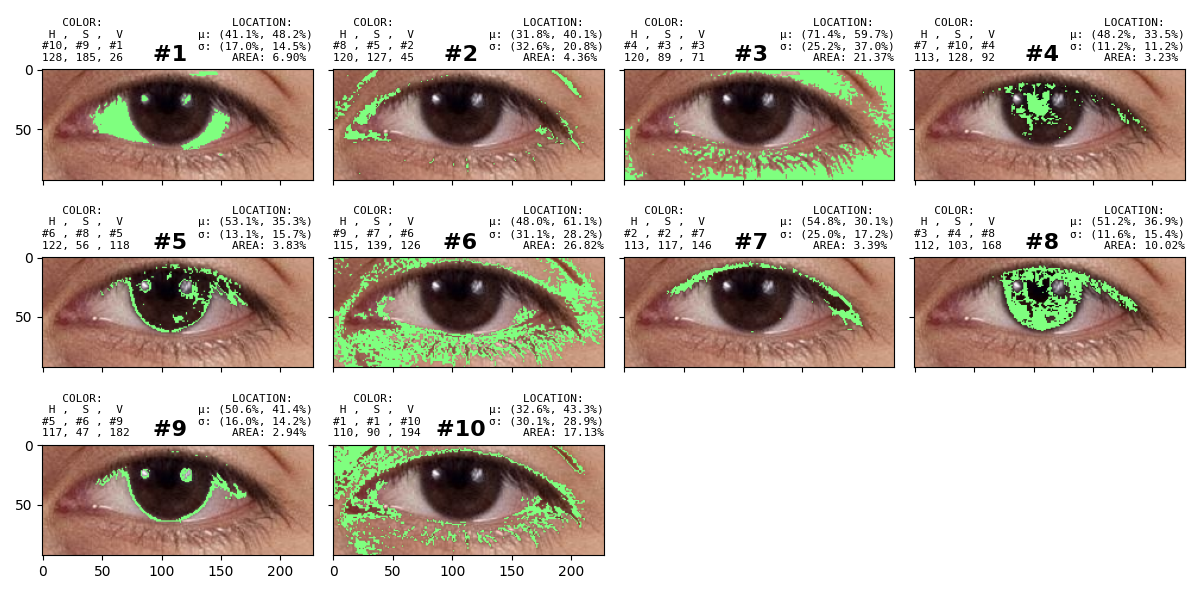 COLOR: LOCATION:
H , S , V μ: (41.1%, 48.2%)
#10, #9 , #1 #1 σ: (17.0%, 14.5%)
128, 185, 26 AREA: 6.90%
COLOR: LOCATION:
H , S , V μ: (31.8%, 40.1%)
#8 , #5 , #2 #2 σ: (32.6%, 20.8%)
120, 127, 45 AREA: 4.36%
COLOR: LOCATION:
H , S , V μ: (71.4%, 59.7%)
#4 , #3 , #3 #3 σ: (25.2%, 37.0%)
120, 89 , 71 AREA: 21.37%
COLOR: LOCATION:
H , S , V μ: (48.2%, 33.5%)
#7 , #10, #4 #4 σ: (11.2%, 11.2%)
113, 128, 92 AREA: 3.23%
0
50
COLOR: LOCATION:
H , S , V μ: (53.1%, 35.3%)
#6 , #8 , #5 #5 σ: (13.1%, 15.7%)
122, 56 , 118 AREA: 3.83%
COLOR: LOCATION:
H , S , V μ: (48.0%, 61.1%)
#9 , #7 , #6 #6 σ: (31.1%, 28.2%)
115, 139, 126 AREA: 26.82%
COLOR: LOCATION:
H , S , V μ: (54.8%, 30.1%)
#2 , #2 , #7 #7 σ: (25.0%, 17.2%)
113, 117, 146 AREA: 3.39%
COLOR: LOCATION:
H , S , V μ: (51.2%, 36.9%)
#3 , #4 , #8 #8 σ: (11.6%, 15.4%)
112, 103, 168 AREA: 10.02%
0
50
COLOR: LOCATION:
H , S , V μ: (50.6%, 41.4%)
#5 , #6 , #9 #9 σ: (16.0%, 14.2%)
117, 47 , 182 AREA: 2.94%
COLOR: LOCATION:
H , S , V μ: (32.6%, 43.3%)
#1 , #1 , #10 #10 σ: (30.1%, 28.9%)
110, 90 , 194 AREA: 17.13%
0
50
0 50 100 150 200
0 50 100 150 200